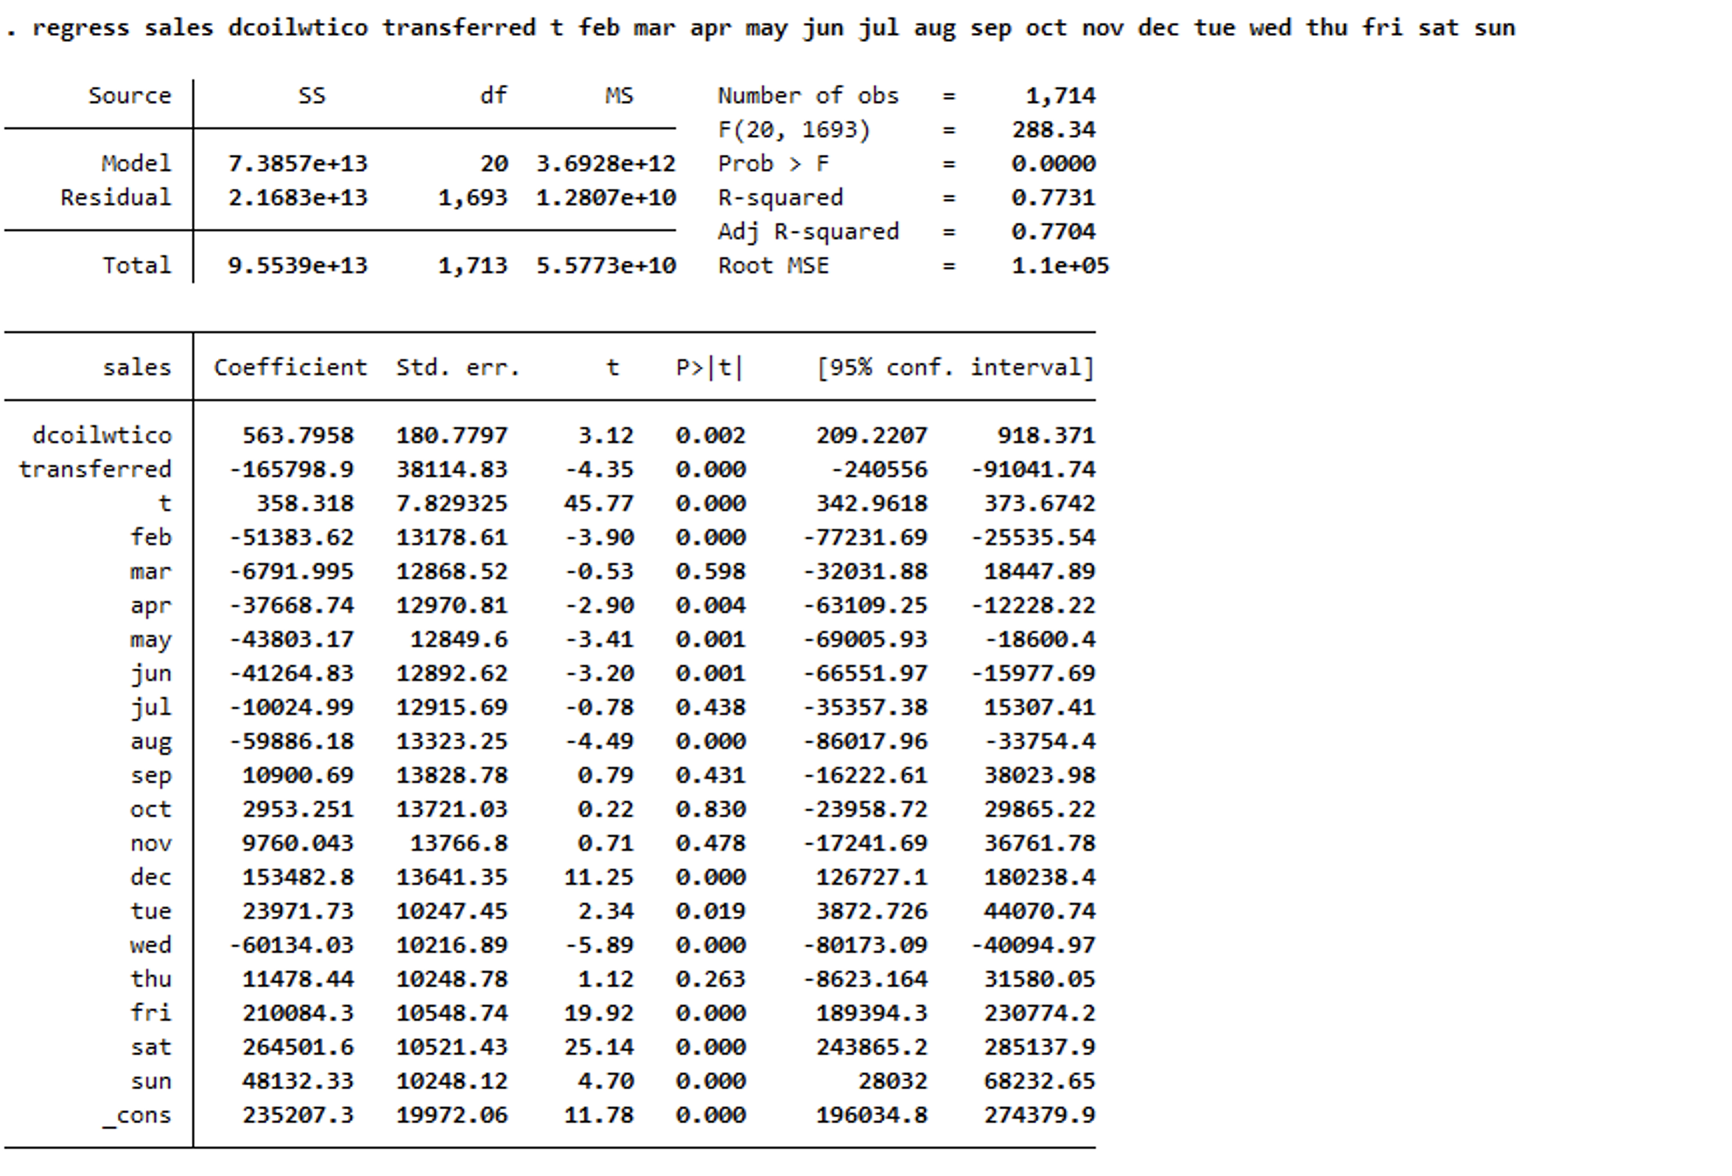 . regress sales dcoilwtico transferred t feb mar apr may jun jul aug sep oct nov dec tue wed thu fri sat sun
Source SS df MS Number of obs = 1,714
F(20, 1693) = 288.34
Model 7.3857e+13 20 3.6928e+12 Prob > F = 0.0000
Residual 2.1683e+13 1,693 1.2807e+10 R-squared = 0.7731
Adj R-squared = 0.7704
Total 9.5539e+13 1,713 5.5773e+10 Root MSE = 1.1e+05
sales Coefficient Std. err. t P>|t| [95% conf. interval]
dcoilwtico 563.7958 180.7797 3.12 0.002 209.2207 918.371
transferred -165798.9 38114.83 -4.35 0.000 -240556 -91041.74
t 358.318 7.829325 45.77 0.000 342.9618 373.6742
feb -51383.62 13178.61 -3.90 0.000 -77231.69 -25535.54
mar -6791.995 12868.52 -0.53 0.598 -32031.88 18447.89
apr -37668.74 12970.81 -2.90 0.004 -63109.25 -12228.22
may -43803.17 12849.6 -3.41 0.001 -69005.93 -18600.4
jun -41264.83 12892.62 -3.20 0.001 -66551.97 -15977.69
jul -10024.99 12915.69 -0.78 0.438 -35357.38 15307.41
aug -59886.18 13323.25 -4.49 0.000 -86017.96 -33754.4
sep 10900.69 13828.78 0.79 0.431 -16222.61 38023.98
oct 2953.251 13721.03 0.22 0.830 -23958.72 29865.22
nov 9760.043 13766.8 0.71 0.478 -17241.69 36761.78
dec 153482.8 13641.35 11.25 0.000 126727.1 180238.4
tue 23971.73 10247.45 2.34 0.019 3872.726 44070.74
wed -60134.03 10216.89 -5.89 0.000 -80173.09 -40094.97
thu 11478.44 10248.78 1.12 0.263 -8623.164 31580.05
fri 210084.3 10548.74 19.92 0.000 189394.3 230774.2
sat 264501.6 10521.43 25.14 0.000 243865.2 285137.9
sun 48132.33 10248.12 4.70 0.000 28032 68232.65
_cons 235207.3 19972.06 11.78 0.000 196034.8 274379.9